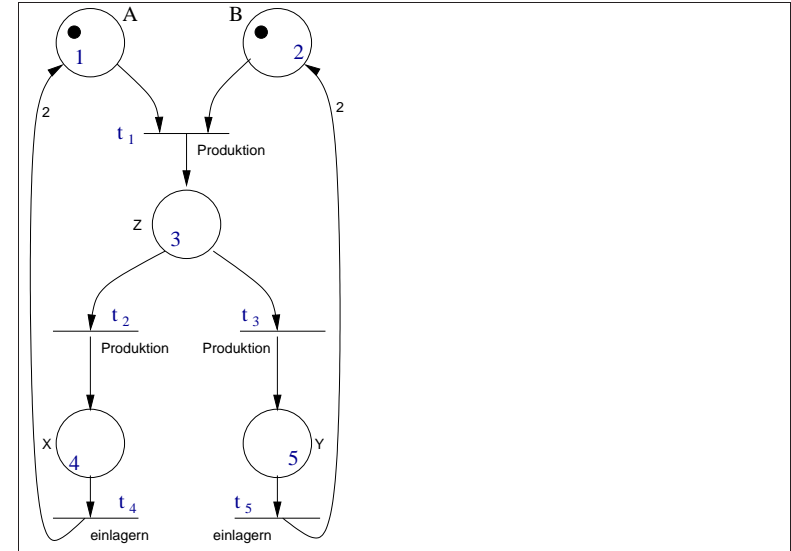 A B
1 2
2 2
t 1
Produktion
Z
3
t 2 t 3
Produktion Produktion
X Y
4 5
t 4 t 5
einlagern einlagern